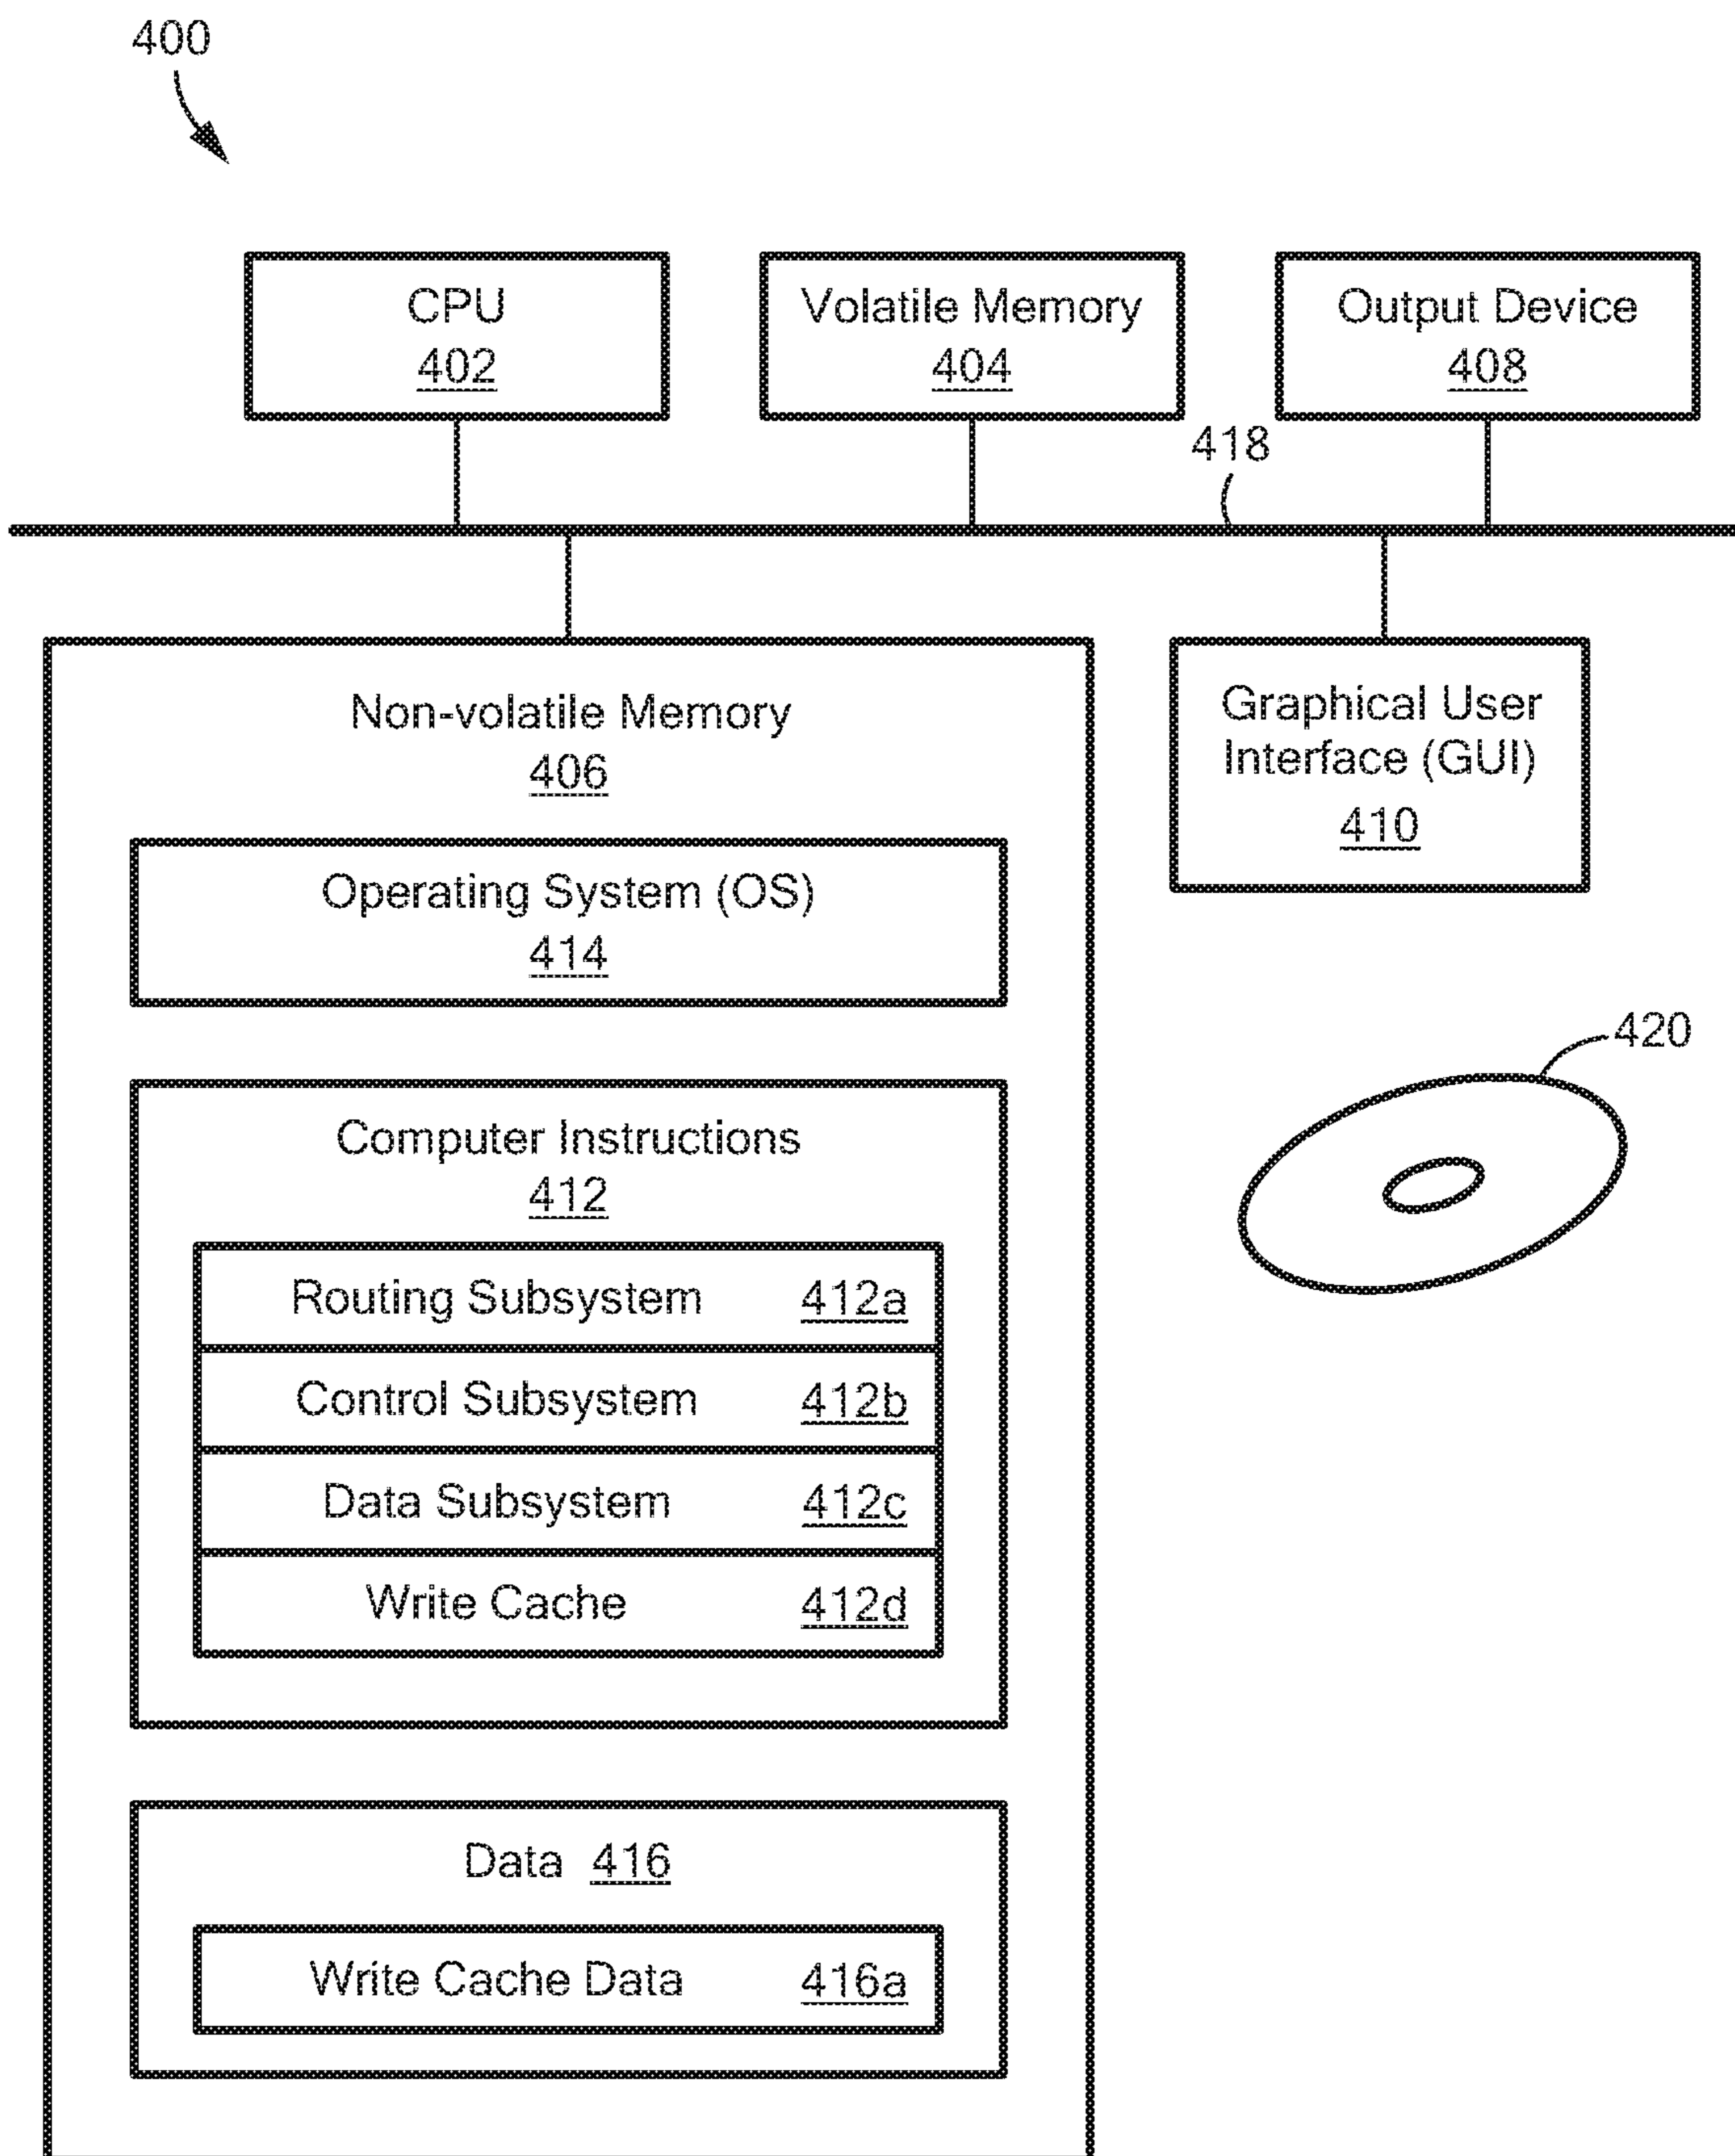 400
CPU
402
Volatile Memory
404
Output Device
408
418
Non-volatile Memory
406
Graphical User
Interface (GUI)
410
Operating System (OS)
414
420
Computer Instructions
412
Routing Subsystem 412a
Control Subsystem 412b
Data Subsystem 412c
Write Cache 412d
Data 416
Write Cache Data 416a